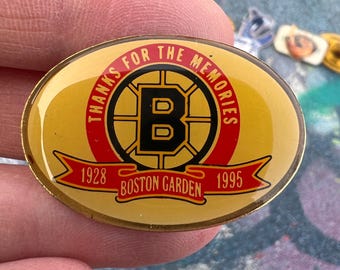 THANKS FOR THE MEMORIES
B
1928 BOSTON GARDEN 1995